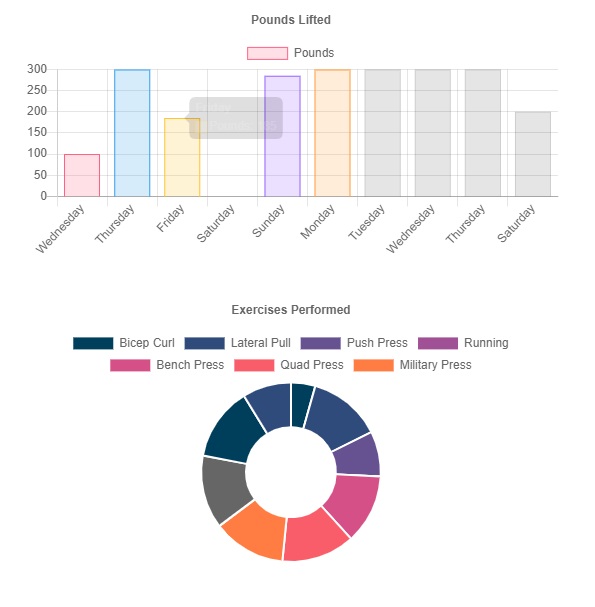 Pounds Lifted
Pounds
300
250
200
150
100
50
0
Wednesday
Thursday
Friday
Saturday
Sunday
Monday
Tuesday
Wednesday
Thursday
Saturday
Exercises Performed
Bicep Curl
Lateral Pull
Push Press
Running
Bench Press
Quad Press
Military Press